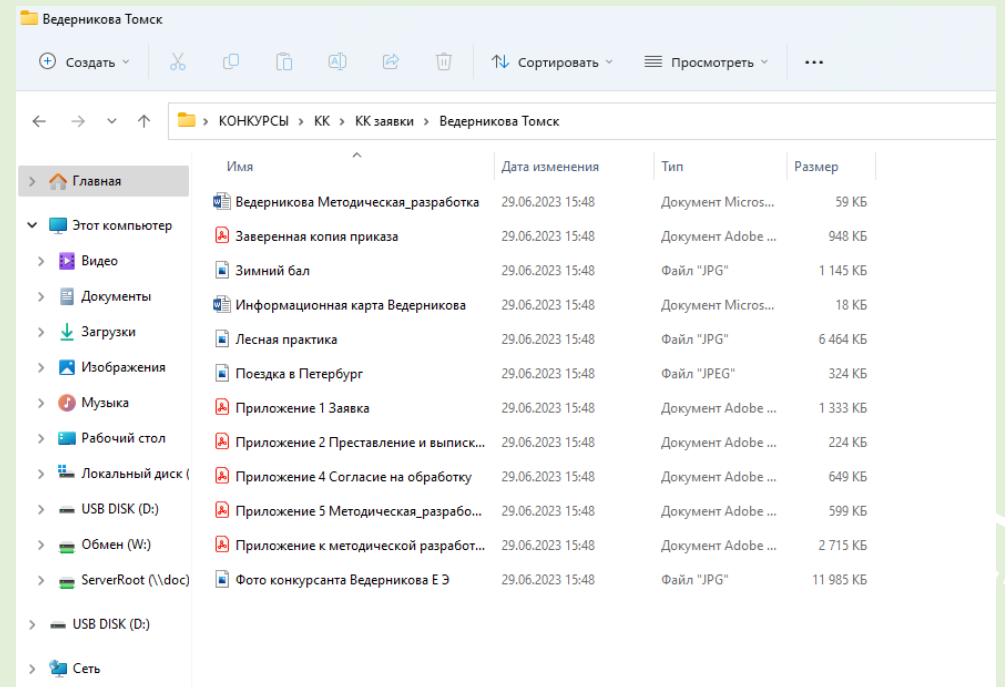 Ведерникова Томск
Создать
Сортировать
Просмотреть
КОНКУРСЫ > КК > КК заявки > Ведерникова Томск
Имя Дата изменения Тип Размер
Главная
Этот компьютер
Видео
Документы
Загрузки
Изображения
Музыка
Рабочий стол
Локальный диск (
USB DISK (D:)
Обмен (W:)
ServerRoot (\\doc)
USB DISK (D:)
Сеть
Ведерникова Методическая_разработка 29.06.2023 15:48 Документ Micros... 59 КБ
Заверенная копия приказа 29.06.2023 15:48 Документ Adobe ... 948 КБ
Зимний бал 29.06.2023 15:48 Файл "JPG" 1 145 КБ
Информационная карта Ведерникова 29.06.2023 15:48 Документ Micros... 18 КБ
Лесная практика 29.06.2023 15:48 Файл "JPG" 6 464 КБ
Поездка в Петербург 29.06.2023 15:48 Файл "JPEG" 324 КБ
Приложение 1 Заявка 29.06.2023 15:48 Документ Adobe ... 1 333 КБ
Приложение 2 Преставление и выписк... 29.06.2023 15:48 Документ Adobe ... 224 КБ
Приложение 4 Согласие на обработку 29.06.2023 15:48 Документ Adobe ... 649 КБ
Приложение 5 Методическая_разрабо... 29.06.2023 15:48 Документ Adobe ... 599 КБ
Приложение к методической разработ... 29.06.2023 15:48 Документ Adobe ... 2 715 КБ
Фото конкурсанта Ведерникова Е Э 29.06.2023 15:48 Файл "JPG" 11 985 КБ